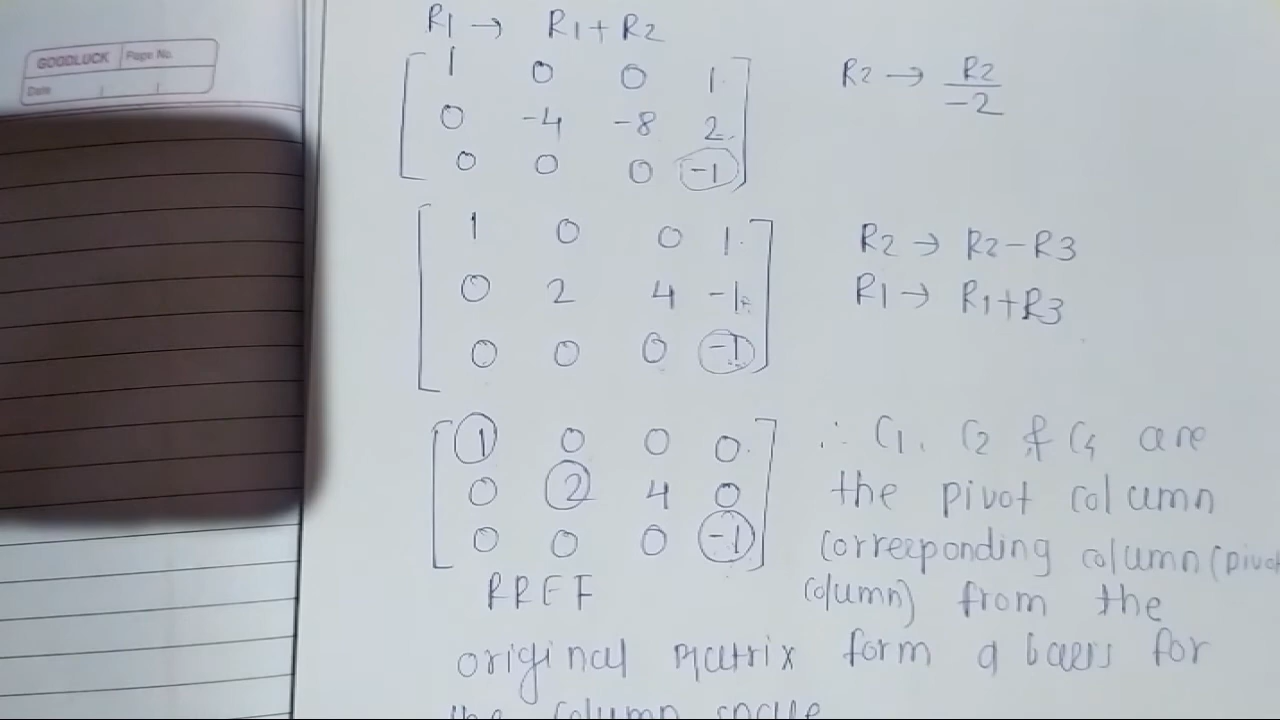 GOODLUCK Page No.
Date
R1 → R1 + R2
1 0 0 1
0 -4 -8 2
0 0 0 -1
R2 → R2/-2
1 0 0 1
0 2 4 -1
0 0 0 -1
R2 → R2 - R3
R1 → R1 + R3
1 0 0 0
0 2 4 0
0 0 0 -1
RREF
∴ C1, C2 & C4 are
the pivot column
corresponding column (pivot
column) from the
original matrix form a basis for
the column space